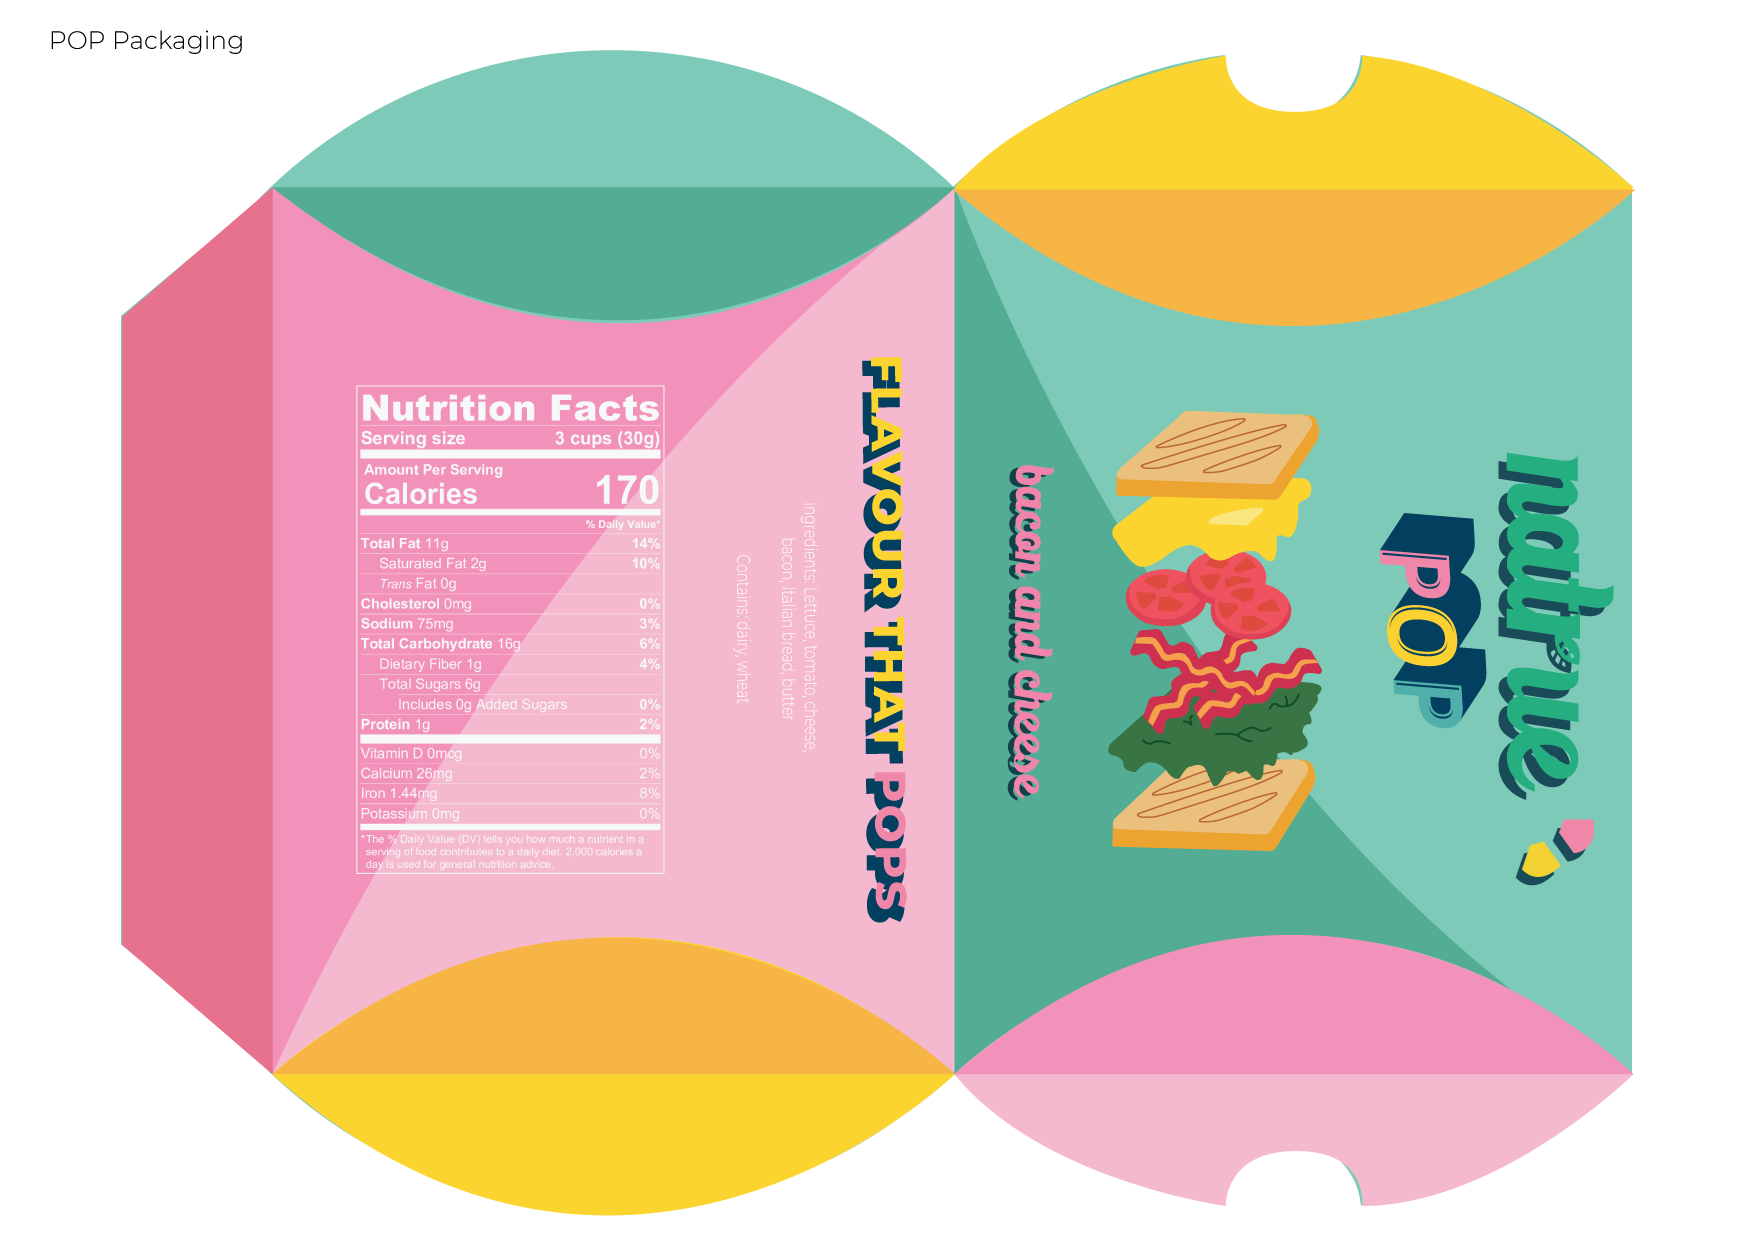 POP Packaging
Nutrition Facts
Serving size 3 cups (30g)
Amount Per Serving
Calories 170
% Daily Value*
Total Fat 11g 14%
Saturated Fat 2g 10%
Trans Fat 0g
Cholesterol 0mg 0%
Sodium 75mg 3%
Total Carbohydrate 16g 6%
Dietary Fiber 1g 4%
Total Sugars 6g
Includes 0g Added Sugars 0%
Protein 1g 2%
Vitamin D 0mcg 0%
Calcium 26mg 2%
Iron 1.44mg 8%
Potassium 0mg 0%
*The % Daily Value (DV) tells you how much a nutrient in a
serving of food contributes to a daily diet. 2,000 calories a
day is used for general nutrition advice.
FLAVOUR THAT POPS
ingredients: Lettuce, tomato, cheese,
bacon, italian bread, butter
Contains: dairy, wheat
natrue
POP
bacon and cheese